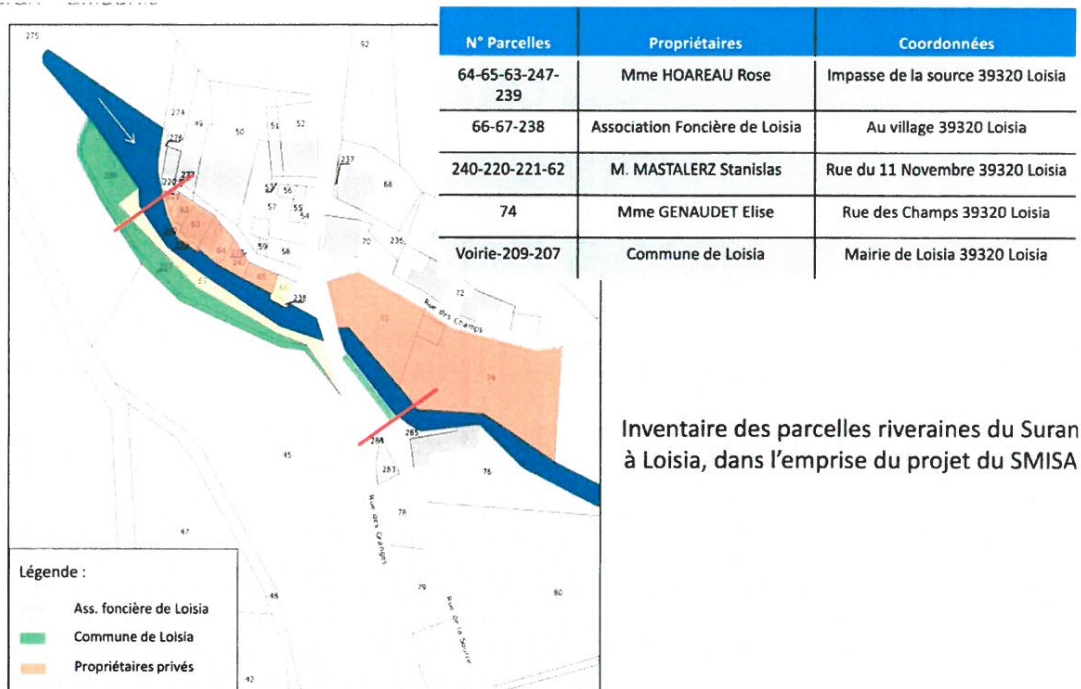 N° Parcelles Propriétaires Coordonnées
64-65-63-247-239 Mme HOAREAU Rose Impasse de la source 39320 Loisia
66-67-238 Association Foncière de Loisia Au village 39320 Loisia
240-220-221-62 M. MASTALERZ Stanislas Rue du 11 Novembre 39320 Loisia
74 Mme GENAUDET Elise Rue des Champs 39320 Loisia
Voirie-209-207 Commune de Loisia Mairie de Loisia 39320 Loisia
275
92
274
49
50
51
52
276
237
68
53
56
57
55
54
59
58
70
236
72
63
64
67
238
Rue des Champs
74
284
285
45
76
283
78
Rue des Granges
47
79
80
46
Rue de la Source
42
Inventaire des parcelles riveraines du Suran
à Loisia, dans l'emprise du projet du SMISA
Légende :
Ass. foncière de Loisia
Commune de Loisia
Propriétaires privés